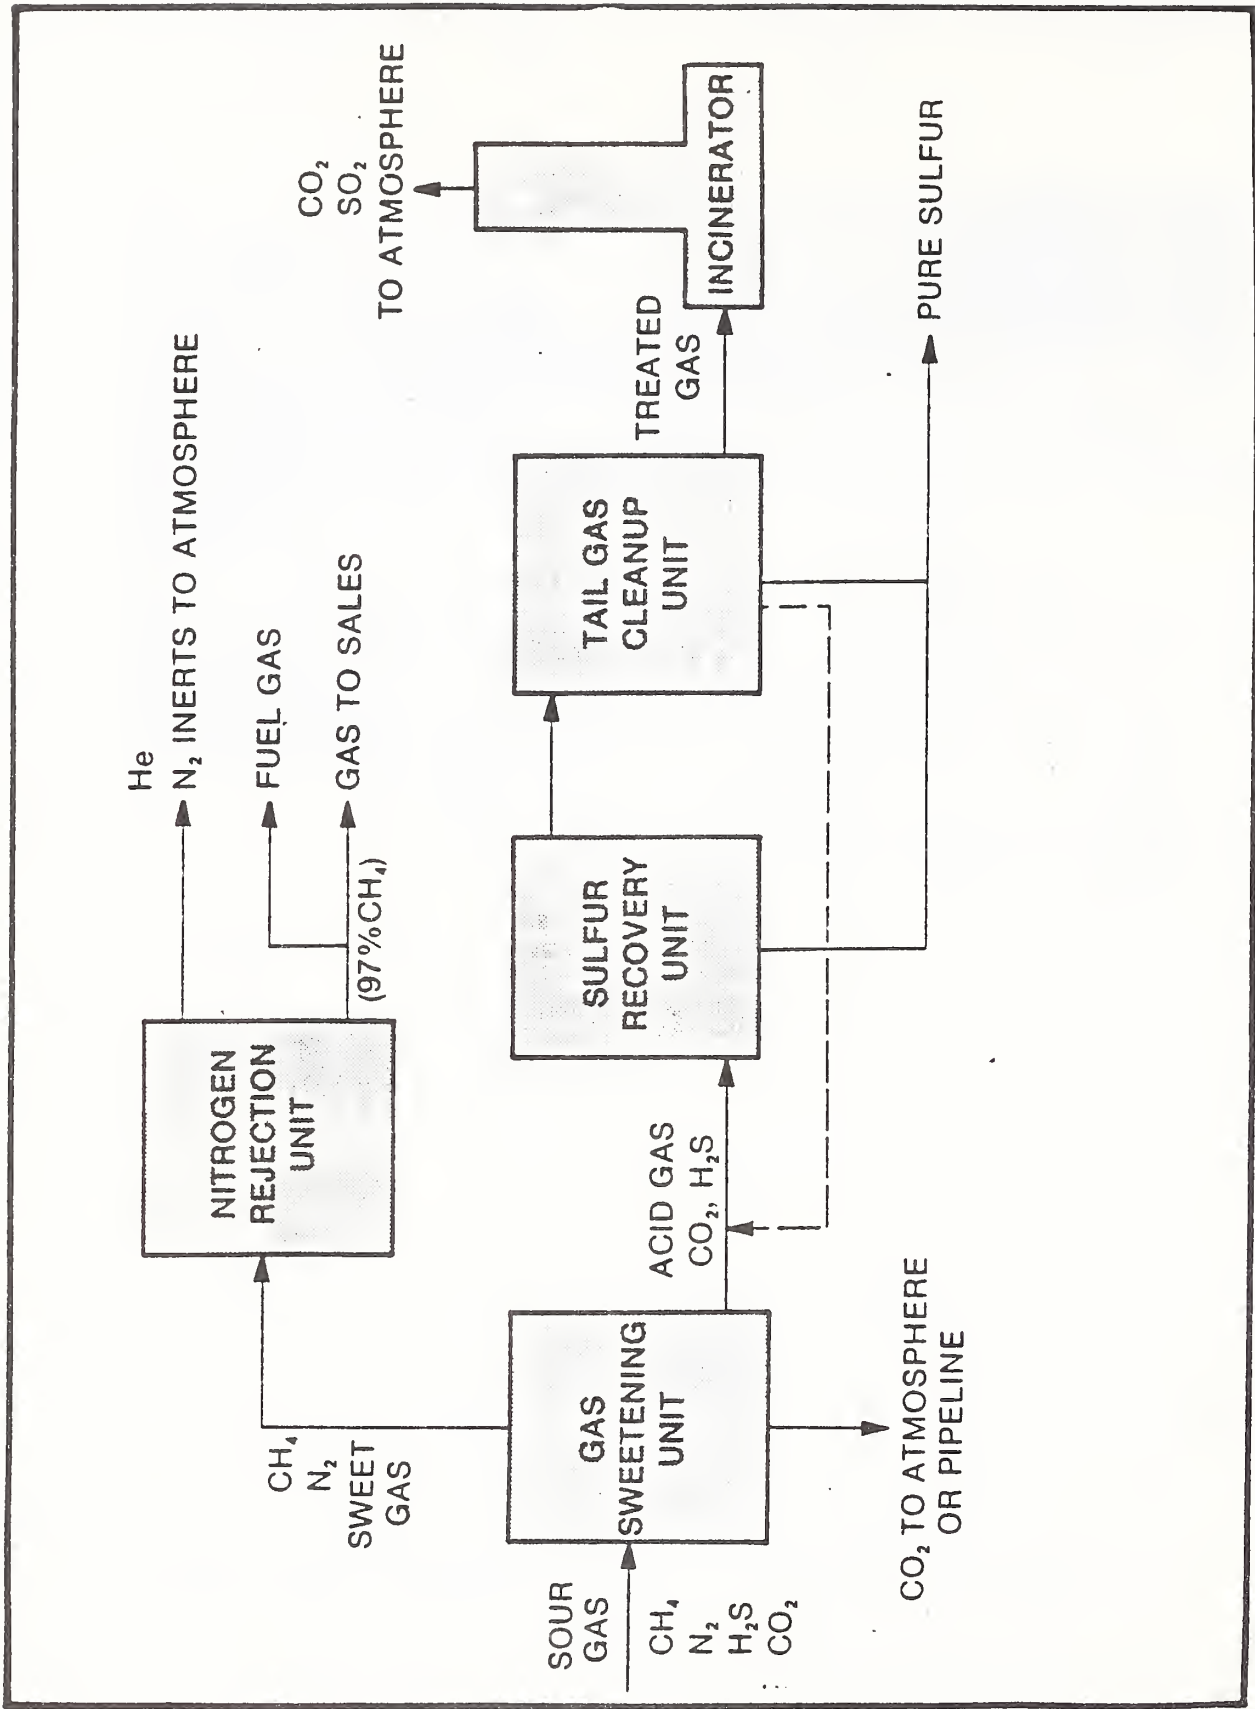 He
N₂ INERTS TO ATMOSPHERE
FUEL GAS
GAS TO SALES
(97%CH₄)
NITROGEN
REJECTION
UNIT
CH₄
N₂
SWEET
GAS
CO₂
SO₂
TO ATMOSPHERE
SOUR
GAS
CH₄
N₂
H₂S
CO₂
GAS
SWEETENING
UNIT
ACID GAS
CO₂, H₂S
SULFUR
RECOVERY
UNIT
TAIL GAS
CLEANUP
UNIT
TREATED
GAS
INCINERATOR
PURE SULFUR
CO₂ TO ATMOSPHERE
OR PIPELINE